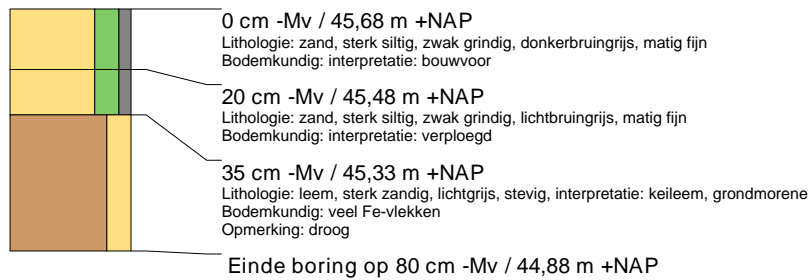 0 cm -Mv / 45,68 m +NAP
Lithologie: zand, sterk siltig, zwak grindig, donkerbruingrijs, matig fijn
Bodemkundig: interpretatie: bouwvoor
20 cm -Mv / 45,48 m +NAP
Lithologie: zand, sterk siltig, zwak grindig, lichtbruingrijs, matig fijn
Bodemkundig: interpretatie: verploegd
35 cm -Mv / 45,33 m +NAP
Lithologie: leem, sterk zandig, lichtgrijs, stevig, interpretatie: keileem, grondmorene
Bodemkundig: veel Fe-vlekken
Opmerking: droog
Einde boring op 80 cm -Mv / 44,88 m +NAP